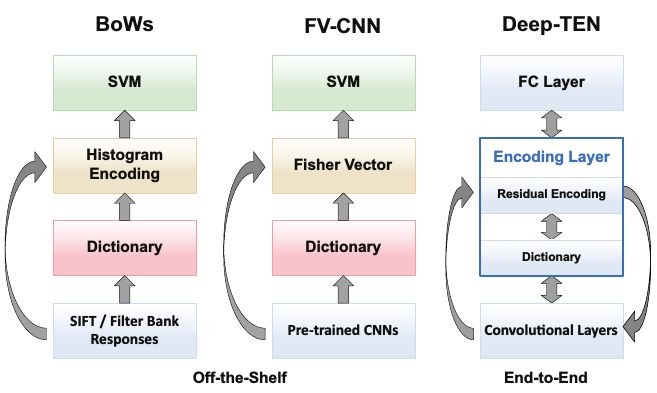 BoWs
SVM
Histogram
Encoding
Dictionary
SIFT / Filter Bank
Responses
FV-CNN
SVM
Fisher Vector
Dictionary
Pre-trained CNNs
Off-the-Shelf
Deep-TEN
FC Layer
Encoding Layer
Residual Encoding
Dictionary
Convolutional Layers
End-to-End